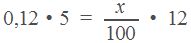 0,12 · 5 = x/100 · 12